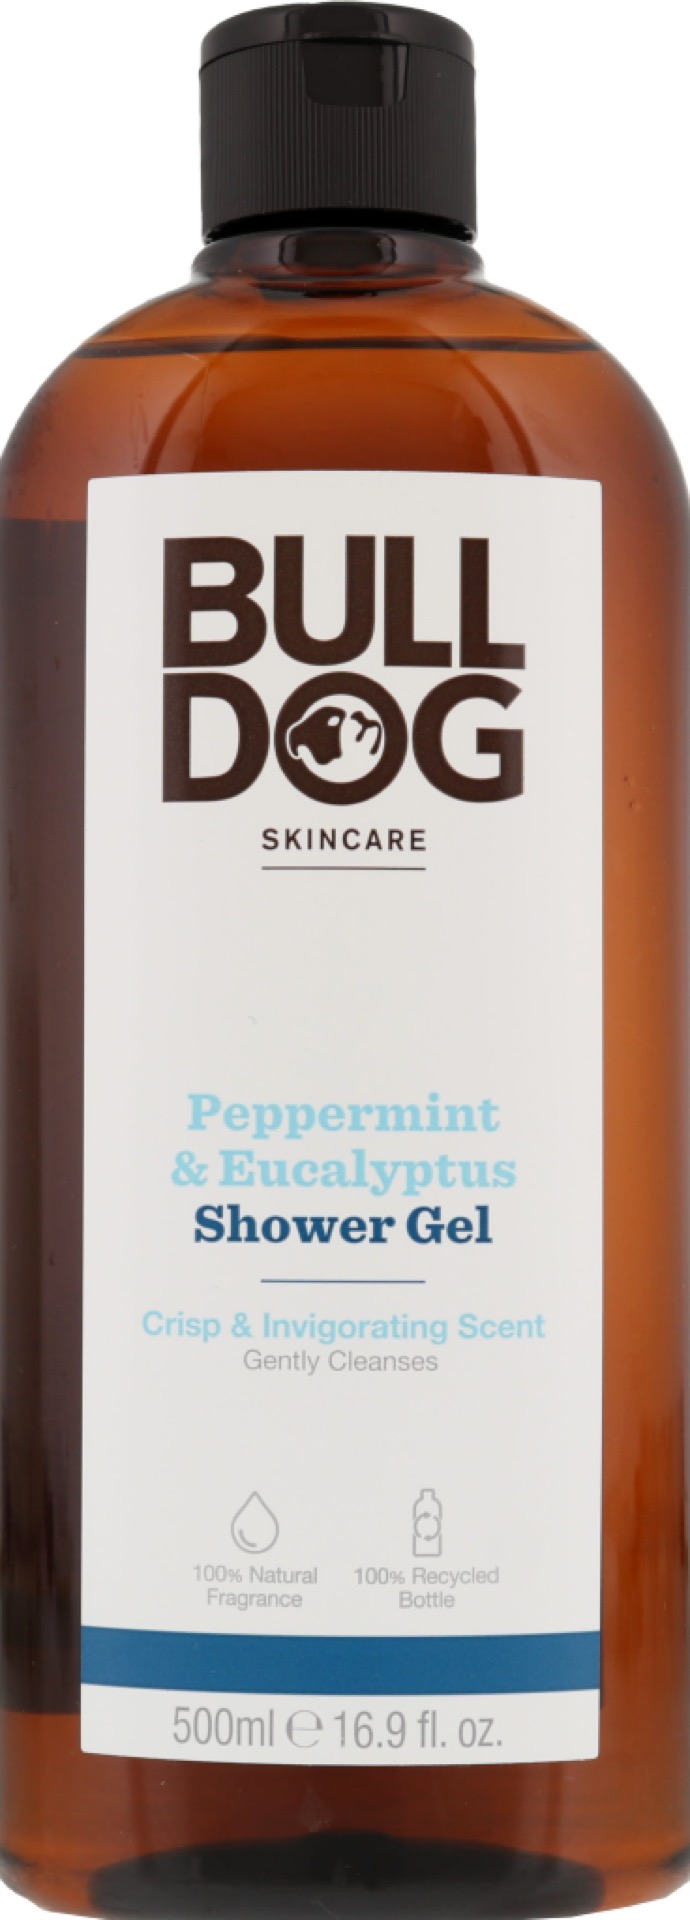 BULL
DOG
SKINCARE
Peppermint
& Eucalyptus
Shower Gel
Crisp & Invigorating Scent
Gently Cleanses
100% Natural
Fragrance
100% Recycled
Bottle
500ml ℮ 16.9 fl. oz.